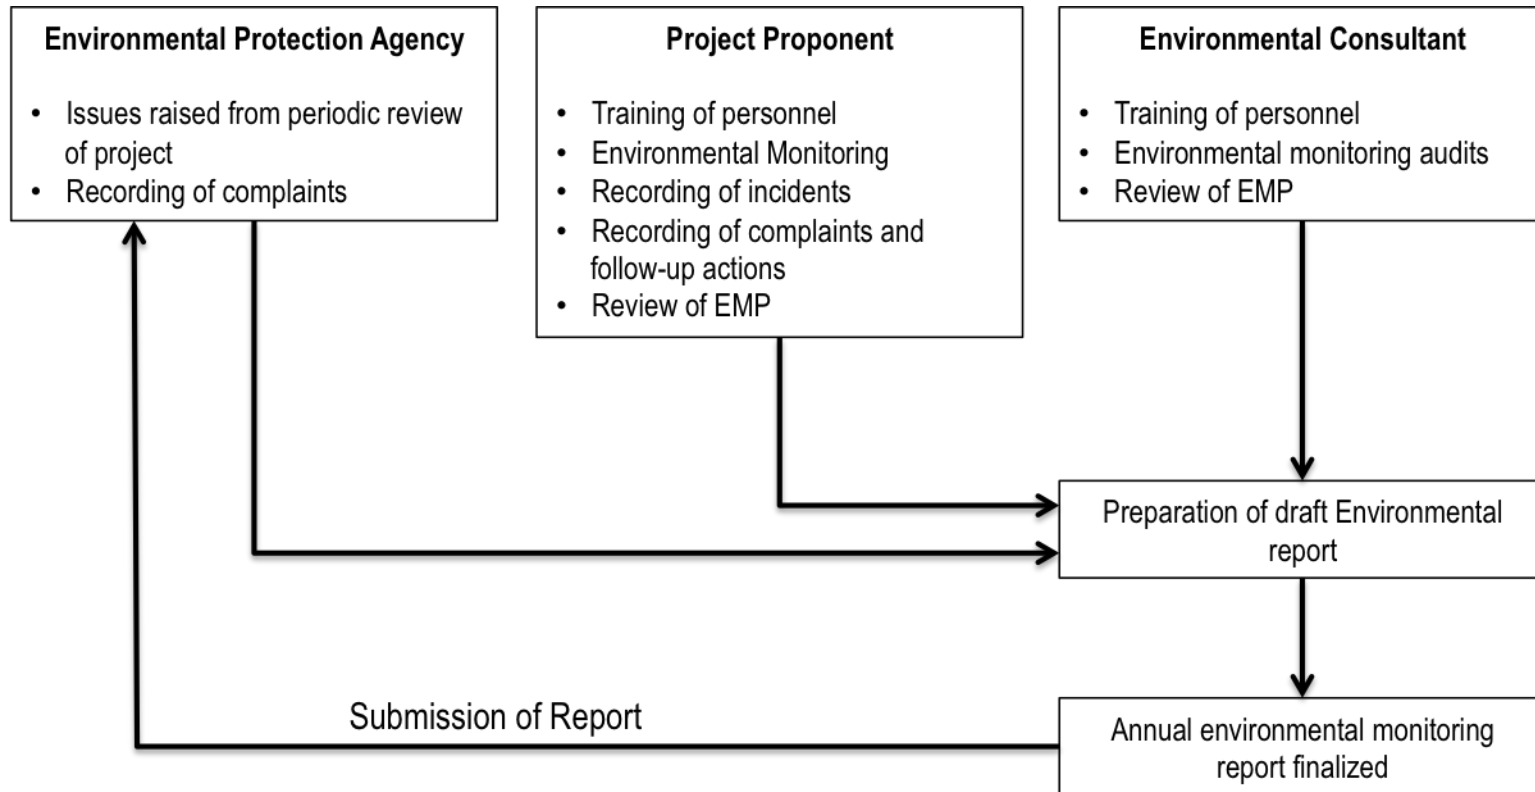 Environmental Protection Agency
• Issues raised from periodic review
of project
• Recording of complaints
Project Proponent
• Training of personnel
• Environmental Monitoring
• Recording of incidents
• Recording of complaints and
follow-up actions
• Review of EMP
Environmental Consultant
• Training of personnel
• Environmental monitoring audits
• Review of EMP
Preparation of draft Environmental
report
Submission of Report
Annual environmental monitoring
report finalized